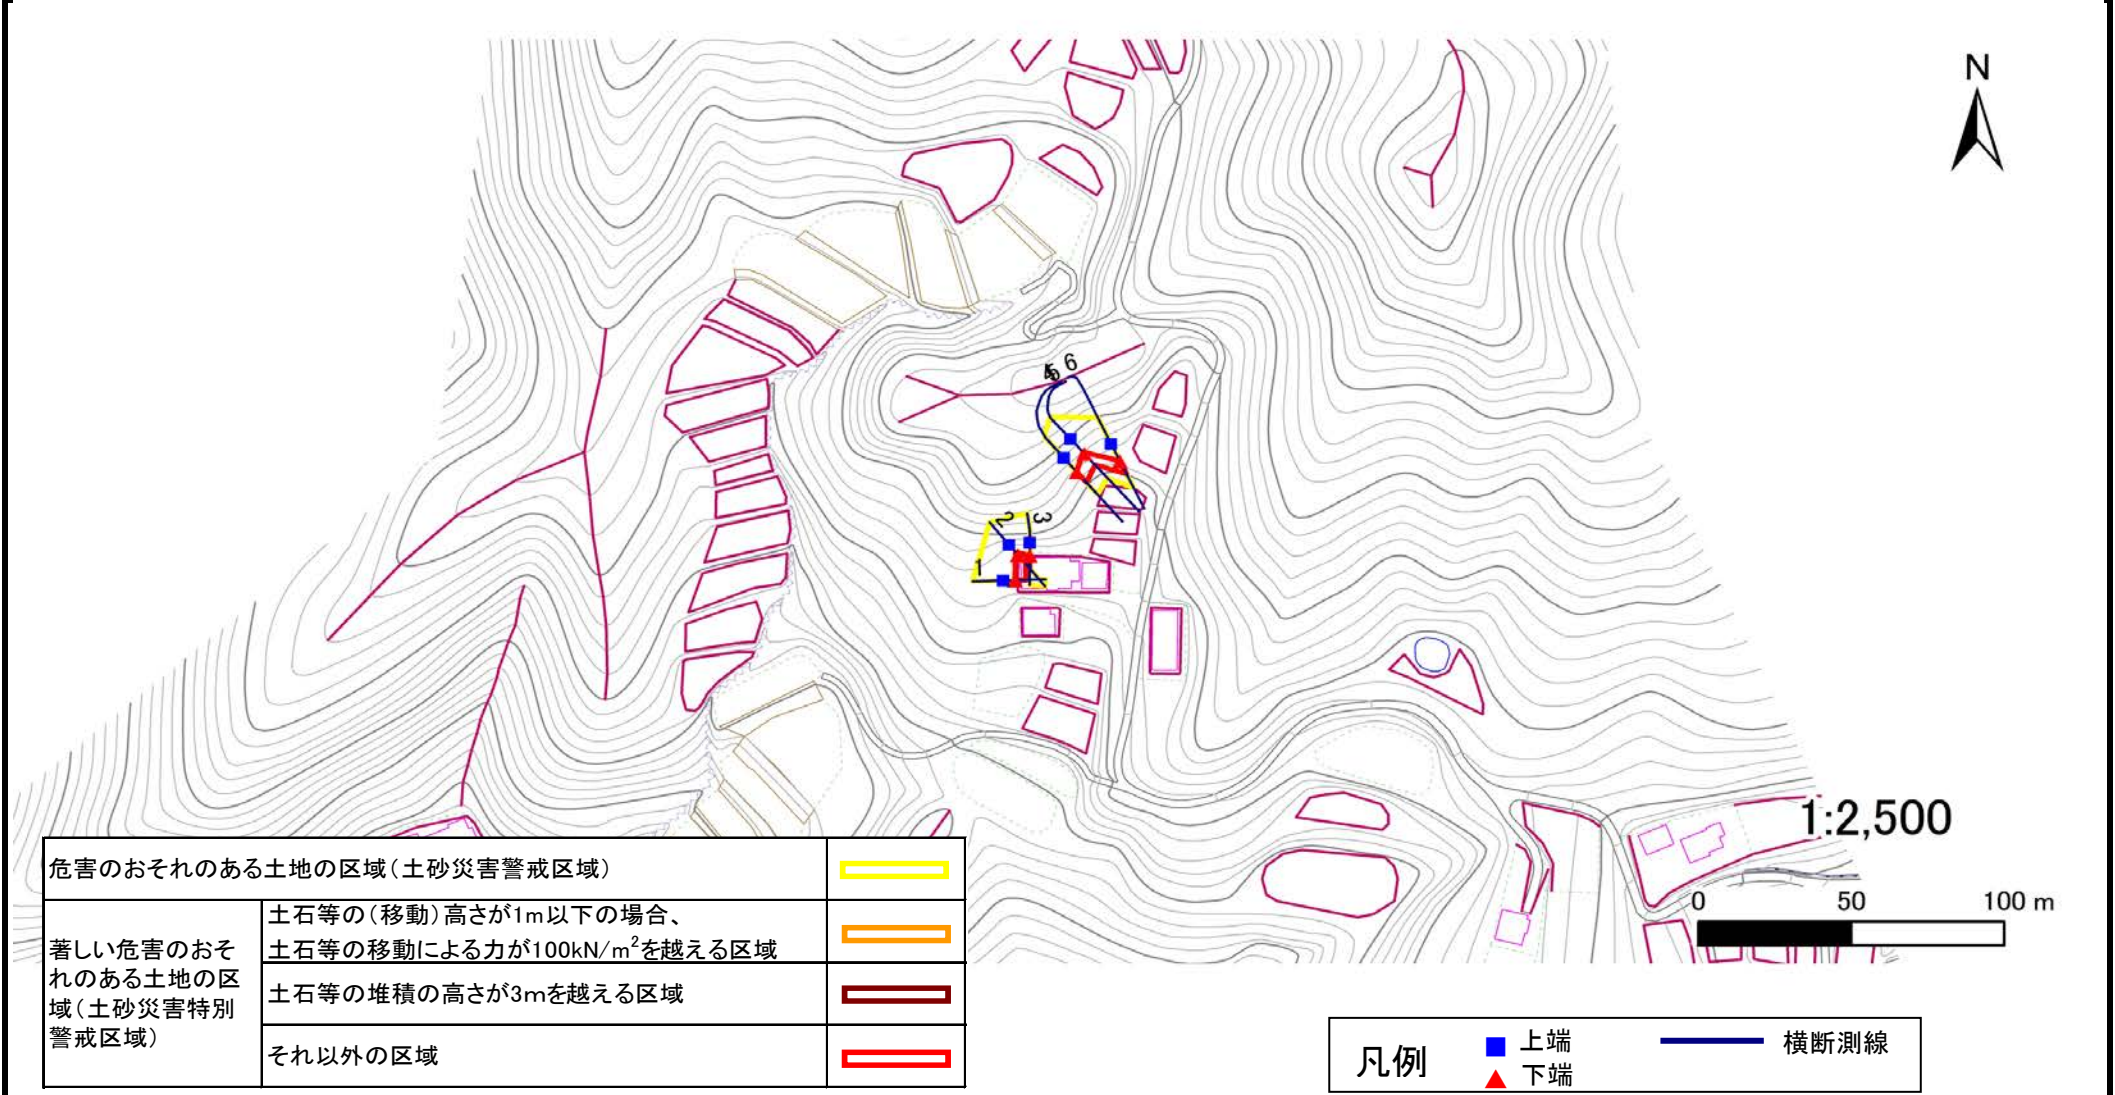 N
4
5
6
2
3
1
4
1:2,500
0 50 100 m
危害のおそれのある土地の区域(土砂災害警戒区域)
著しい危害のおそ
れのある土地の区
域(土砂災害特別
警戒区域)
土石等の(移動)高さが1m以下の場合、
土石等の移動による力が100kN/m²を越える区域
土石等の堆積の高さが3mを越える区域
それ以外の区域
凡例
上端
下端
横断測線